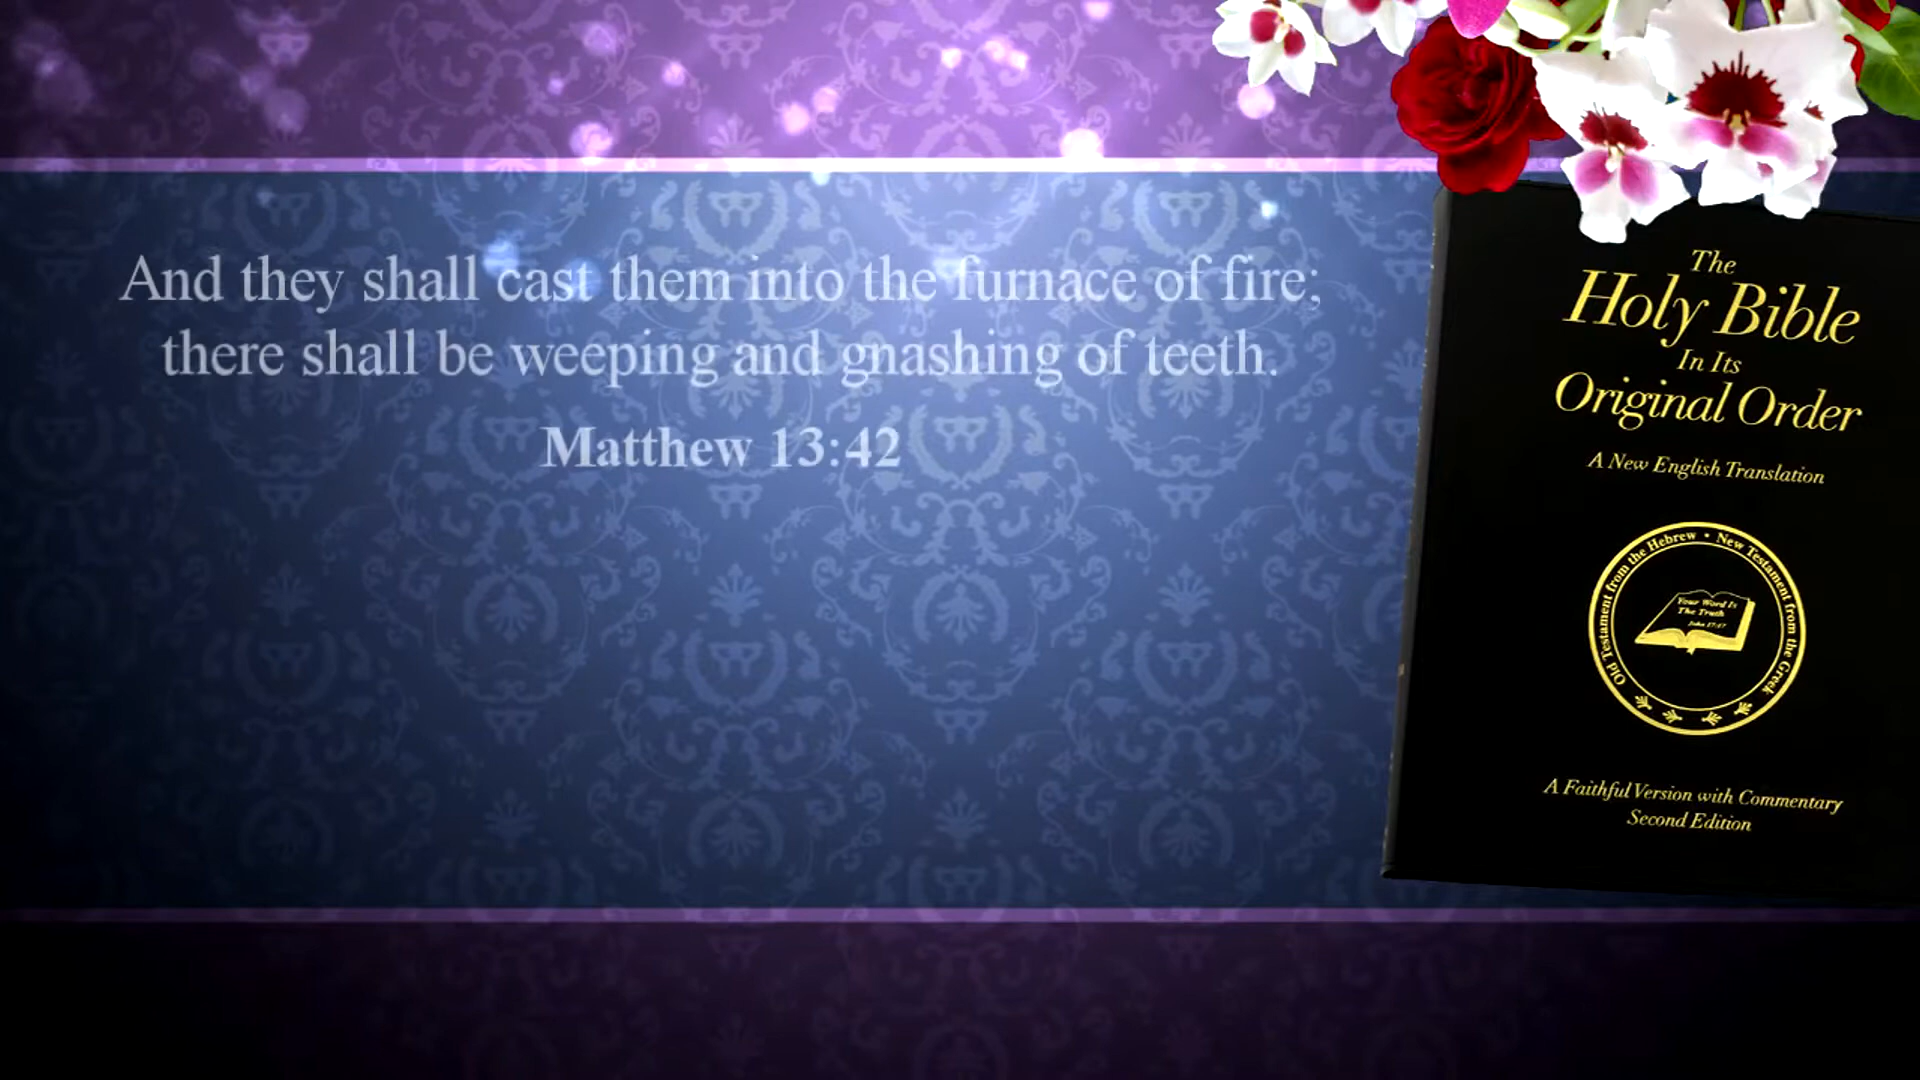 And they shall cast them into the furnace of fire;
there shall be weeping and gnashing of teeth.
Matthew 13:42
The
Holy Bible
In Its
Original Order
A New English Translation
Old Testament from the Hebrew • New Testament from the Greek
Your Word Is
The Truth
John 17:17
A Faithful Version with Commentary
Second Edition